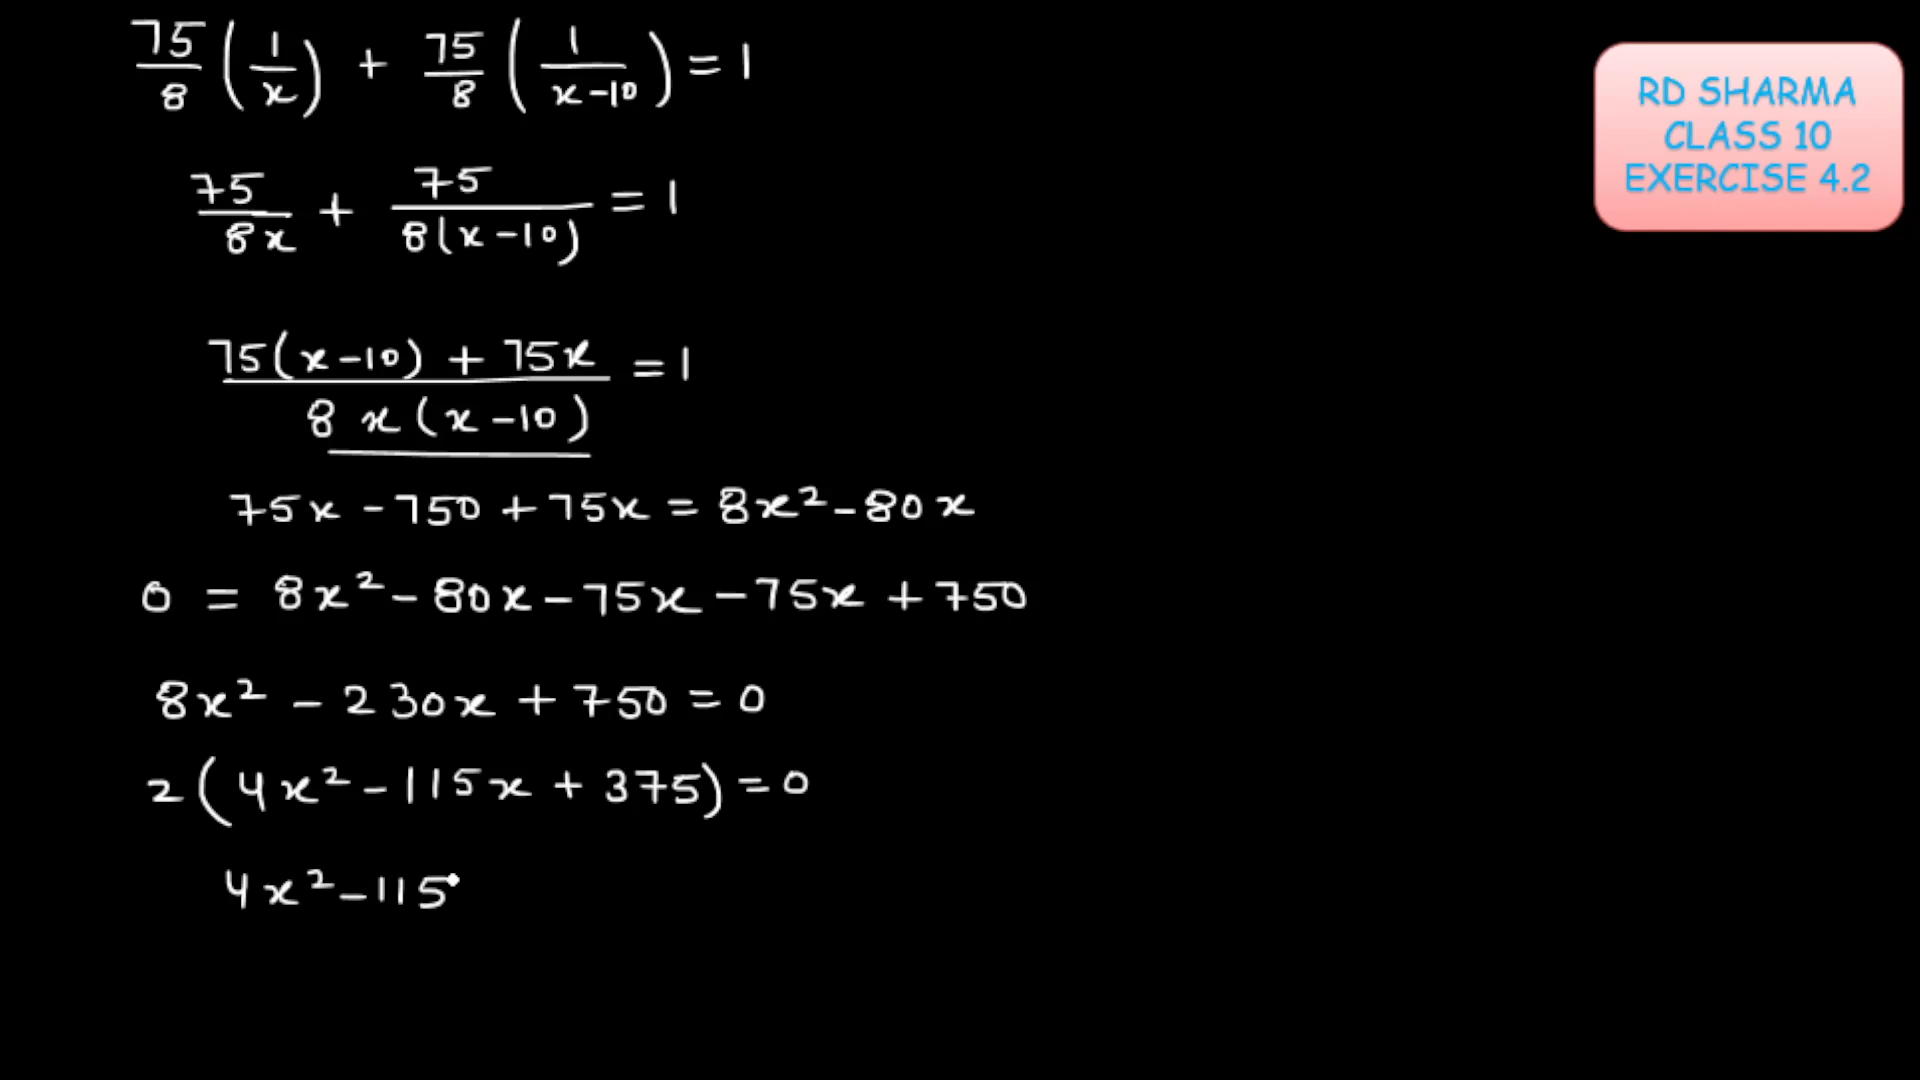 75/8 (1/x) + 75/8 (1/(x-10)) = 1
75/8x + 75/8(x-10) = 1
(75(x-10) + 75x)/(8x(x-10)) = 1
75x - 750 + 75x = 8x² - 80x
0 = 8x² - 80x - 75x - 75x + 750
8x² - 230x + 750 = 0
2(4x² - 115x + 375) = 0
4x² - 115
RD SHARMA
CLASS 10
EXERCISE 4.2